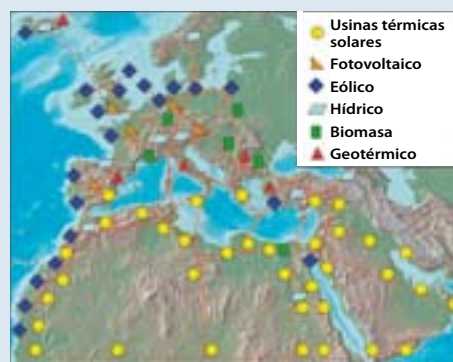 Usinas térmicas
solares
Fotovoltaico
Eólico
Hídrico
Biomasa
Geotérmico